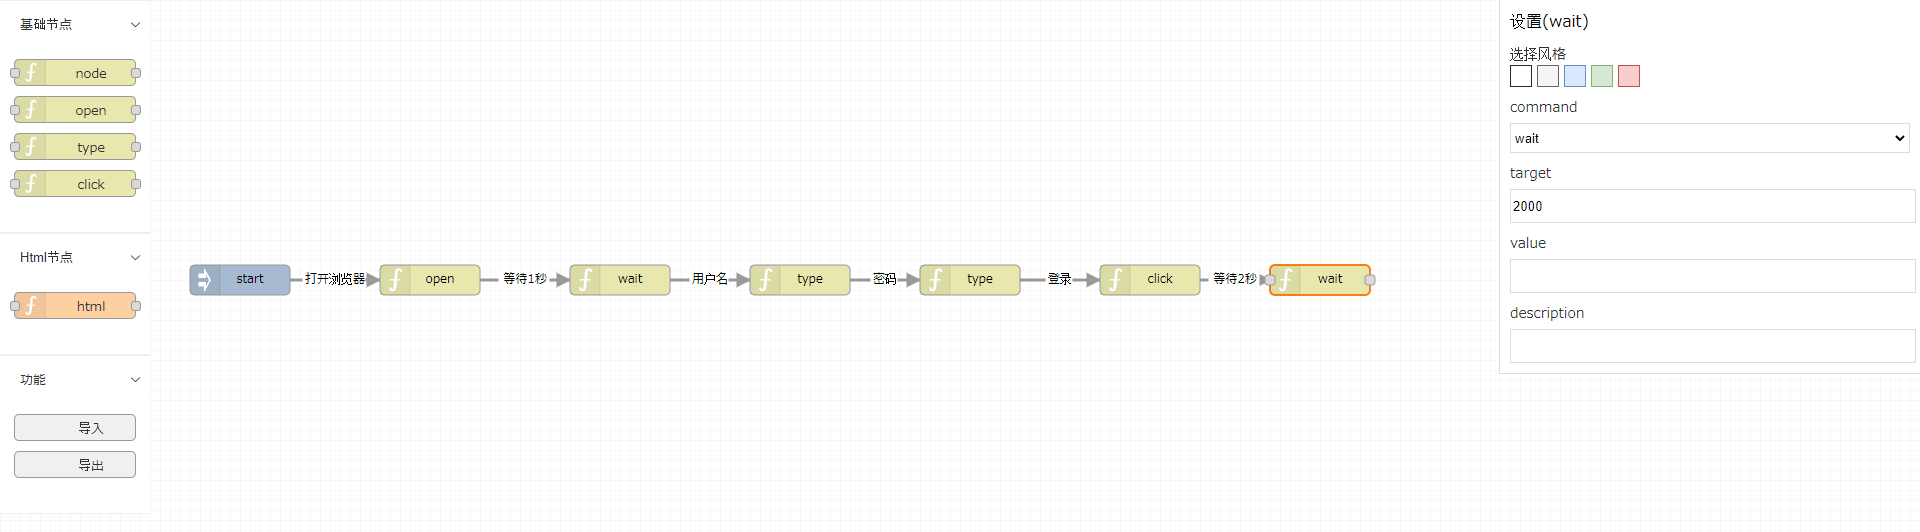 基础节点
node
open
type
click
Html节点
html
功能
导入
导出
start 打开浏览器 open 等待1秒 wait 用户名 type 密码 type 登录 click 等待2秒 wait
设置(wait)
选择风格
command
wait
target
2000
value
description